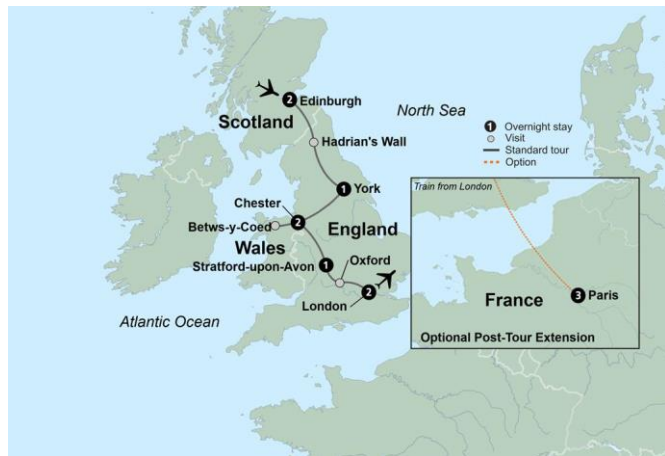 2 Edinburgh
Scotland
North Sea
1 Overnight stay
Visit
Standard tour
Option
Hadrian's Wall
Train from London
1 York
Chester
2
Betws-y-Coed
England
Wales
Stratford-upon-Avon 1
Oxford
London 2
Atlantic Ocean
France
3 Paris
Optional Post-Tour Extension